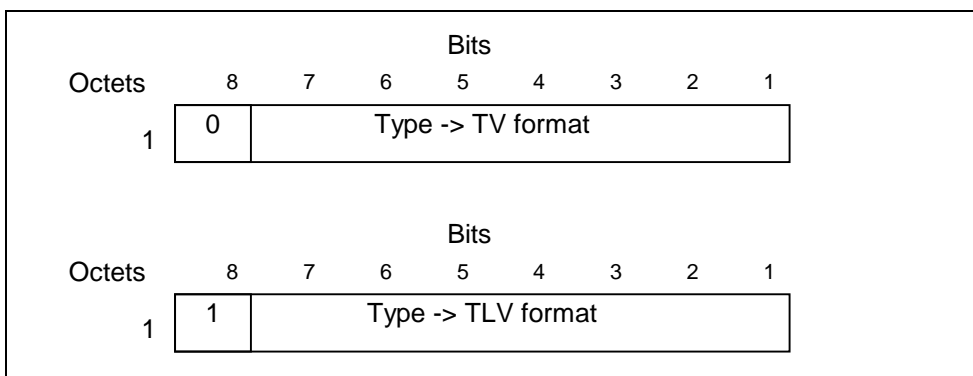 Bits
Octets 8 7 6 5 4 3 2 1
1 0 Type -> TV format
Bits
Octets 8 7 6 5 4 3 2 1
1 1 Type -> TLV format